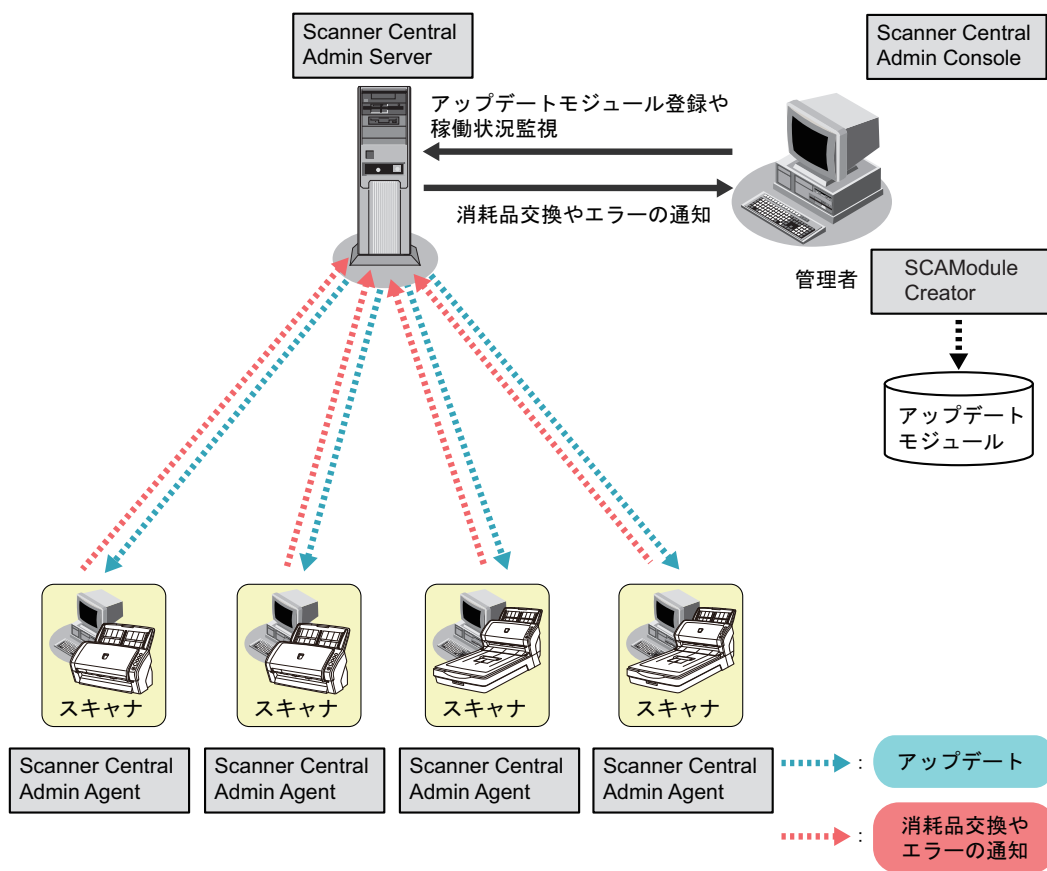 Scanner Central
Admin Server
Scanner Central
Admin Console
アップデートモジュール登録や
稼働状況監視
消耗品交換やエラーの通知
管理者
SCAModule
Creator
アップデート
モジュール
スキャナ
スキャナ
スキャナ
スキャナ
Scanner Central
Admin Agent
Scanner Central
Admin Agent
Scanner Central
Admin Agent
Scanner Central
Admin Agent
: アップデート
: 消耗品交換や
エラーの通知